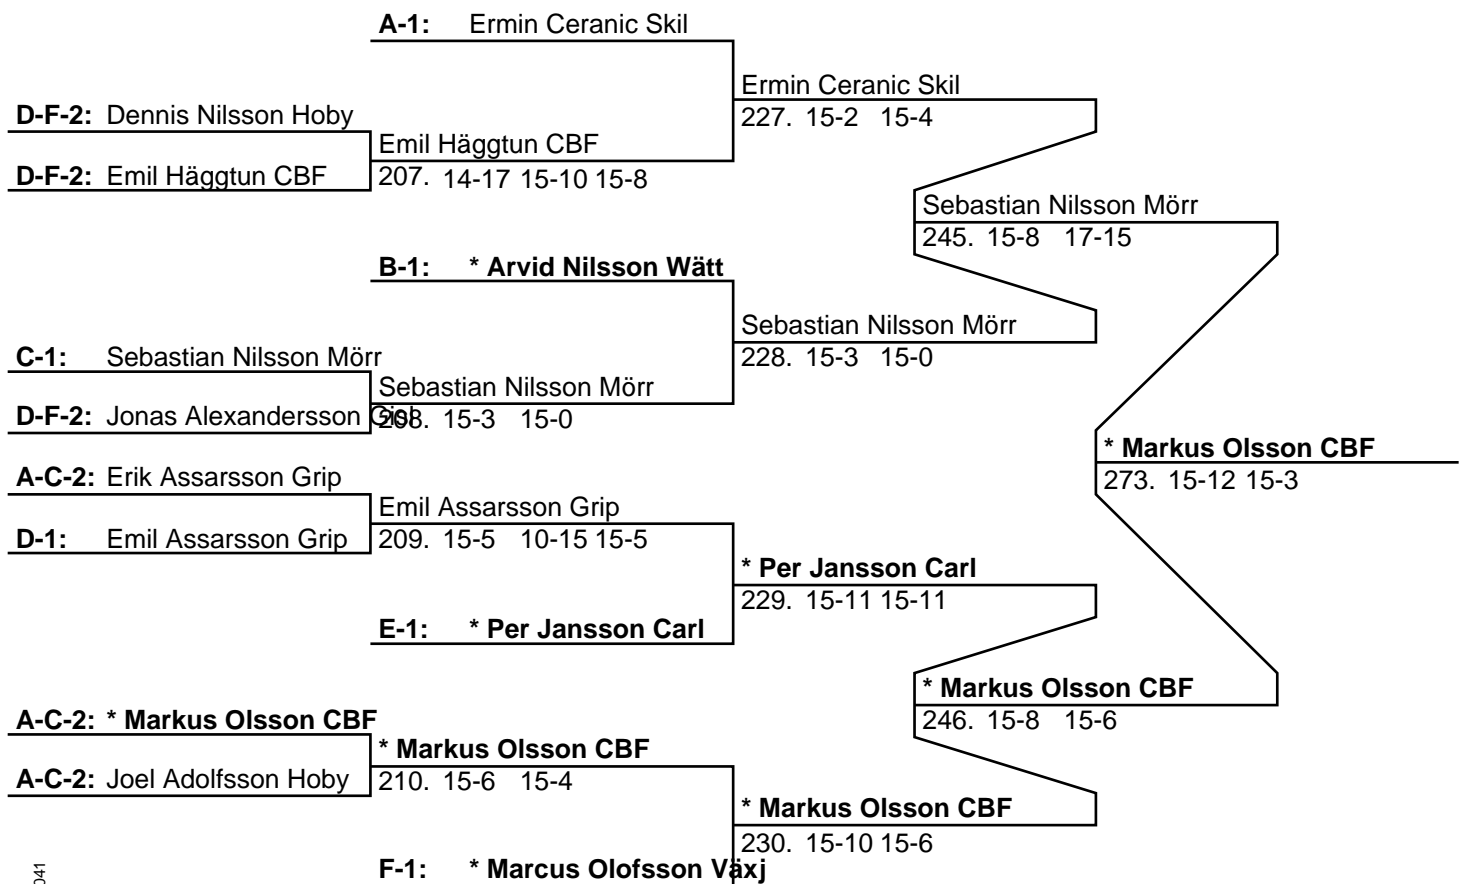 A-1: Ermin Ceranic Skil
Ermin Ceranic Skil
227. 15-2 15-4
D-F-2: Dennis Nilsson Hoby
Emil Häggtun CBF
D-F-2: Emil Häggtun CBF
207. 14-17 15-10 15-8
Sebastian Nilsson Mörr
245. 15-8 17-15
B-1: * Arvid Nilsson Wätt
Sebastian Nilsson Mörr
228. 15-3 15-0
C-1: Sebastian Nilsson Mörr
Sebastian Nilsson Mörr
D-F-2: Jonas Alexandersson Gisl
208. 15-3 15-0
* Markus Olsson CBF
273. 15-12 15-3
A-C-2: Erik Assarsson Grip
Emil Assarsson Grip
D-1: Emil Assarsson Grip
209. 15-5 10-15 15-5
* Per Jansson Carl
229. 15-11 15-11
E-1: * Per Jansson Carl
* Markus Olsson CBF
246. 15-8 15-6
A-C-2: * Markus Olsson CBF
* Markus Olsson CBF
A-C-2: Joel Adolfsson Hoby
210. 15-6 15-4
* Markus Olsson CBF
230. 15-10 15-6
F-1: * Marcus Olofsson Växj
041